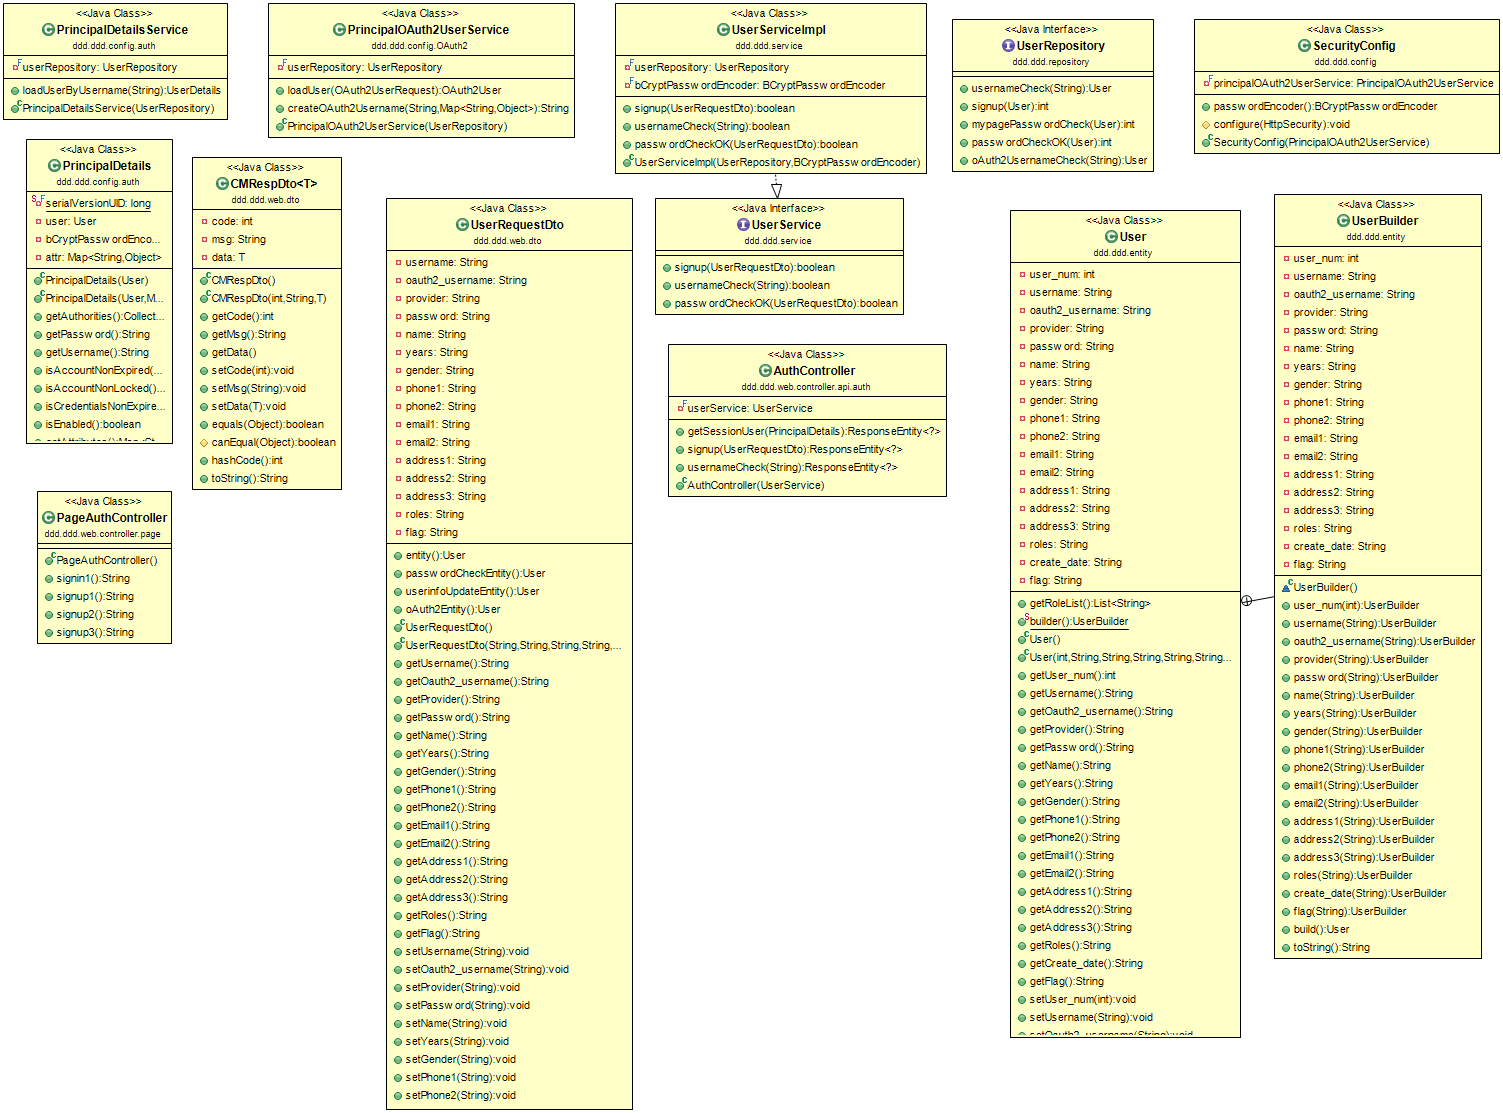 <<Java Class>>
PrincipalDetailsService
ddd.ddd.config.auth
userRepository: UserRepository
loadUserByUsername(String):UserDetails
PrincipalDetailsService(UserRepository)
<<Java Class>>
PrincipalOAuth2UserService
ddd.ddd.config.OAuth2
userRepository: UserRepository
loadUser(OAuth2UserRequest):OAuth2User
createOAuth2Username(String,Map<String,Object>):String
PrincipalOAuth2UserService(UserRepository)
<<Java Class>>
UserServiceImpl
ddd.ddd.service
userRepository: UserRepository
bCryptPasswordEncoder: BCryptPasswordEncoder
signup(UserRequestDto):boolean
usernameCheck(String):boolean
passwordCheckOK(UserRequestDto):boolean
UserServiceImpl(UserRepository,BCryptPasswordEncoder)
<<Java Interface>>
UserRepository
ddd.ddd.repository
usernameCheck(String):User
signup(User):int
mypagePasswordCheck(User):int
passwordCheckOK(User):int
oAuth2UsernameCheck(String):User
<<Java Class>>
SecurityConfig
ddd.ddd.config
principalOAuth2UserService: PrincipalOAuth2UserService
passwordEncoder():BCryptPasswordEncoder
configure(HttpSecurity):void
SecurityConfig(PrincipalOAuth2UserService)
<<Java Class>>
PrincipalDetails
ddd.ddd.config.auth
serialVersionUID: long
user: User
bCryptPasswordEnco...
attr: Map<String,Object>
PrincipalDetails(User)
PrincipalDetails(User,M...
getAuthorities():Collect...
getPassword():String
getUsername():String
isAccountNonExpired(...
isAccountNonLocked()...
isCredentialsNonExpire...
isEnabled():boolean
<<Java Class>>
CMRespDto<T>
ddd.ddd.web.dto
code: int
msg: String
data: T
CMRespDto()
CMRespDto(int,String,T)
getCode():int
getMsg():String
getData()
setCode(int):void
setMsg(String):void
setData(T):void
equals(Object):boolean
canEqual(Object):boolean
hashCode():int
toString():String
<<Java Class>>
UserRequestDto
ddd.ddd.web.dto
username: String
oauth2_username: String
provider: String
password: String
name: String
years: String
gender: String
phone1: String
phone2: String
email1: String
email2: String
address1: String
address2: String
address3: String
roles: String
flag: String
entity():User
passwordCheckEntity():User
userinfoUpdateEntity():User
oAuth2Entity():User
UserRequestDto()
UserRequestDto(String,String,String,String,...
getUsername():String
getOauth2_username():String
getProvider():String
getPassword():String
getName():String
getYears():String
getGender():String
getPhone1():String
getPhone2():String
getEmail1():String
getEmail2():String
getAddress1():String
getAddress2():String
getAddress3():String
getRoles():String
getFlag():String
setUsername(String):void
setOauth2_username(String):void
setProvider(String):void
setPassword(String):void
setName(String):void
setYears(String):void
setGender(String):void
setPhone1(String):void
setPhone2(String):void
<<Java Interface>>
UserService
ddd.ddd.service
signup(UserRequestDto):boolean
usernameCheck(String):boolean
passwordCheckOK(UserRequestDto):boolean
<<Java Class>>
AuthController
ddd.ddd.web.controller.api.auth
userService: UserService
getSessionUser(PrincipalDetails):ResponseEntity<?>
signup(UserRequestDto):ResponseEntity<?>
usernameCheck(String):ResponseEntity<?>
AuthController(UserService)
<<Java Class>>
User
ddd.ddd.entity
user_num: int
username: String
oauth2_username: String
provider: String
password: String
name: String
years: String
gender: String
phone1: String
phone2: String
email1: String
email2: String
address1: String
address2: String
address3: String
roles: String
create_date: String
flag: String
getRoleList():List<String>
builder():UserBuilder
User()
User(int,String,String,String,String,String...
getUser_num():int
getUsername():String
getOauth2_username():String
getProvider():String
getPassword():String
getName():String
getYears():String
getGender():String
getPhone1():String
getPhone2():String
getEmail1():String
getEmail2():String
getAddress1():String
getAddress2():String
getAddress3():String
getRoles():String
getCreate_date():String
getFlag():String
setUser_num(int):void
setUsername(String):void
setOauth2_username(String):void
<<Java Class>>
UserBuilder
ddd.ddd.entity
user_num: int
username: String
oauth2_username: String
provider: String
password: String
name: String
years: String
gender: String
phone1: String
phone2: String
email1: String
email2: String
address1: String
address2: String
address3: String
roles: String
create_date: String
flag: String
UserBuilder()
user_num(int):UserBuilder
username(String):UserBuilder
oauth2_username(String):UserBuilder
provider(String):UserBuilder
password(String):UserBuilder
name(String):UserBuilder
years(String):UserBuilder
gender(String):UserBuilder
phone1(String):UserBuilder
phone2(String):UserBuilder
email1(String):UserBuilder
email2(String):UserBuilder
address1(String):UserBuilder
address2(String):UserBuilder
address3(String):UserBuilder
roles(String):UserBuilder
create_date(String):UserBuilder
flag(String):UserBuilder
build():User
toString():String
<<Java Class>>
PageAuthController
ddd.ddd.web.controller.page
PageAuthController()
signin1():String
signup1():String
signup2():String
signup3():String